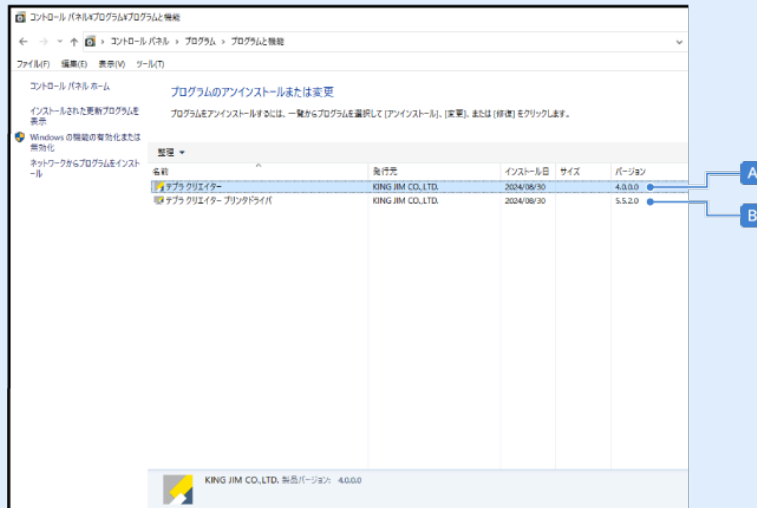 コントロール パネル¥プログラム¥プログラムと機能
コントロール パネル › プログラム › プログラムと機能
ファイル(F) 編集(E) 表示(V) ツール(T)
コントロール パネル ホーム
インストールされた更新プログラムを
表示
Windows の機能の有効化または
無効化
ネットワークからプログラムをインスト
ール
プログラムのアンインストールまたは変更
プログラムをアンインストールするには、一覧からプログラムを選択して [アンインストール]、[変更]、または [修復] をクリックします。
整理
名前 発行元 インストール日 サイズ バージョン
テプラ クリエイター KING JIM CO.,LTD. 2024/08/30 4.0.0.0 A
テプラ クリエイター プリンタドライバ KING JIM CO.,LTD. 2024/08/30 5.5.2.0 B
KING JIM CO.,LTD. 製品バージョン: 4.0.0.0